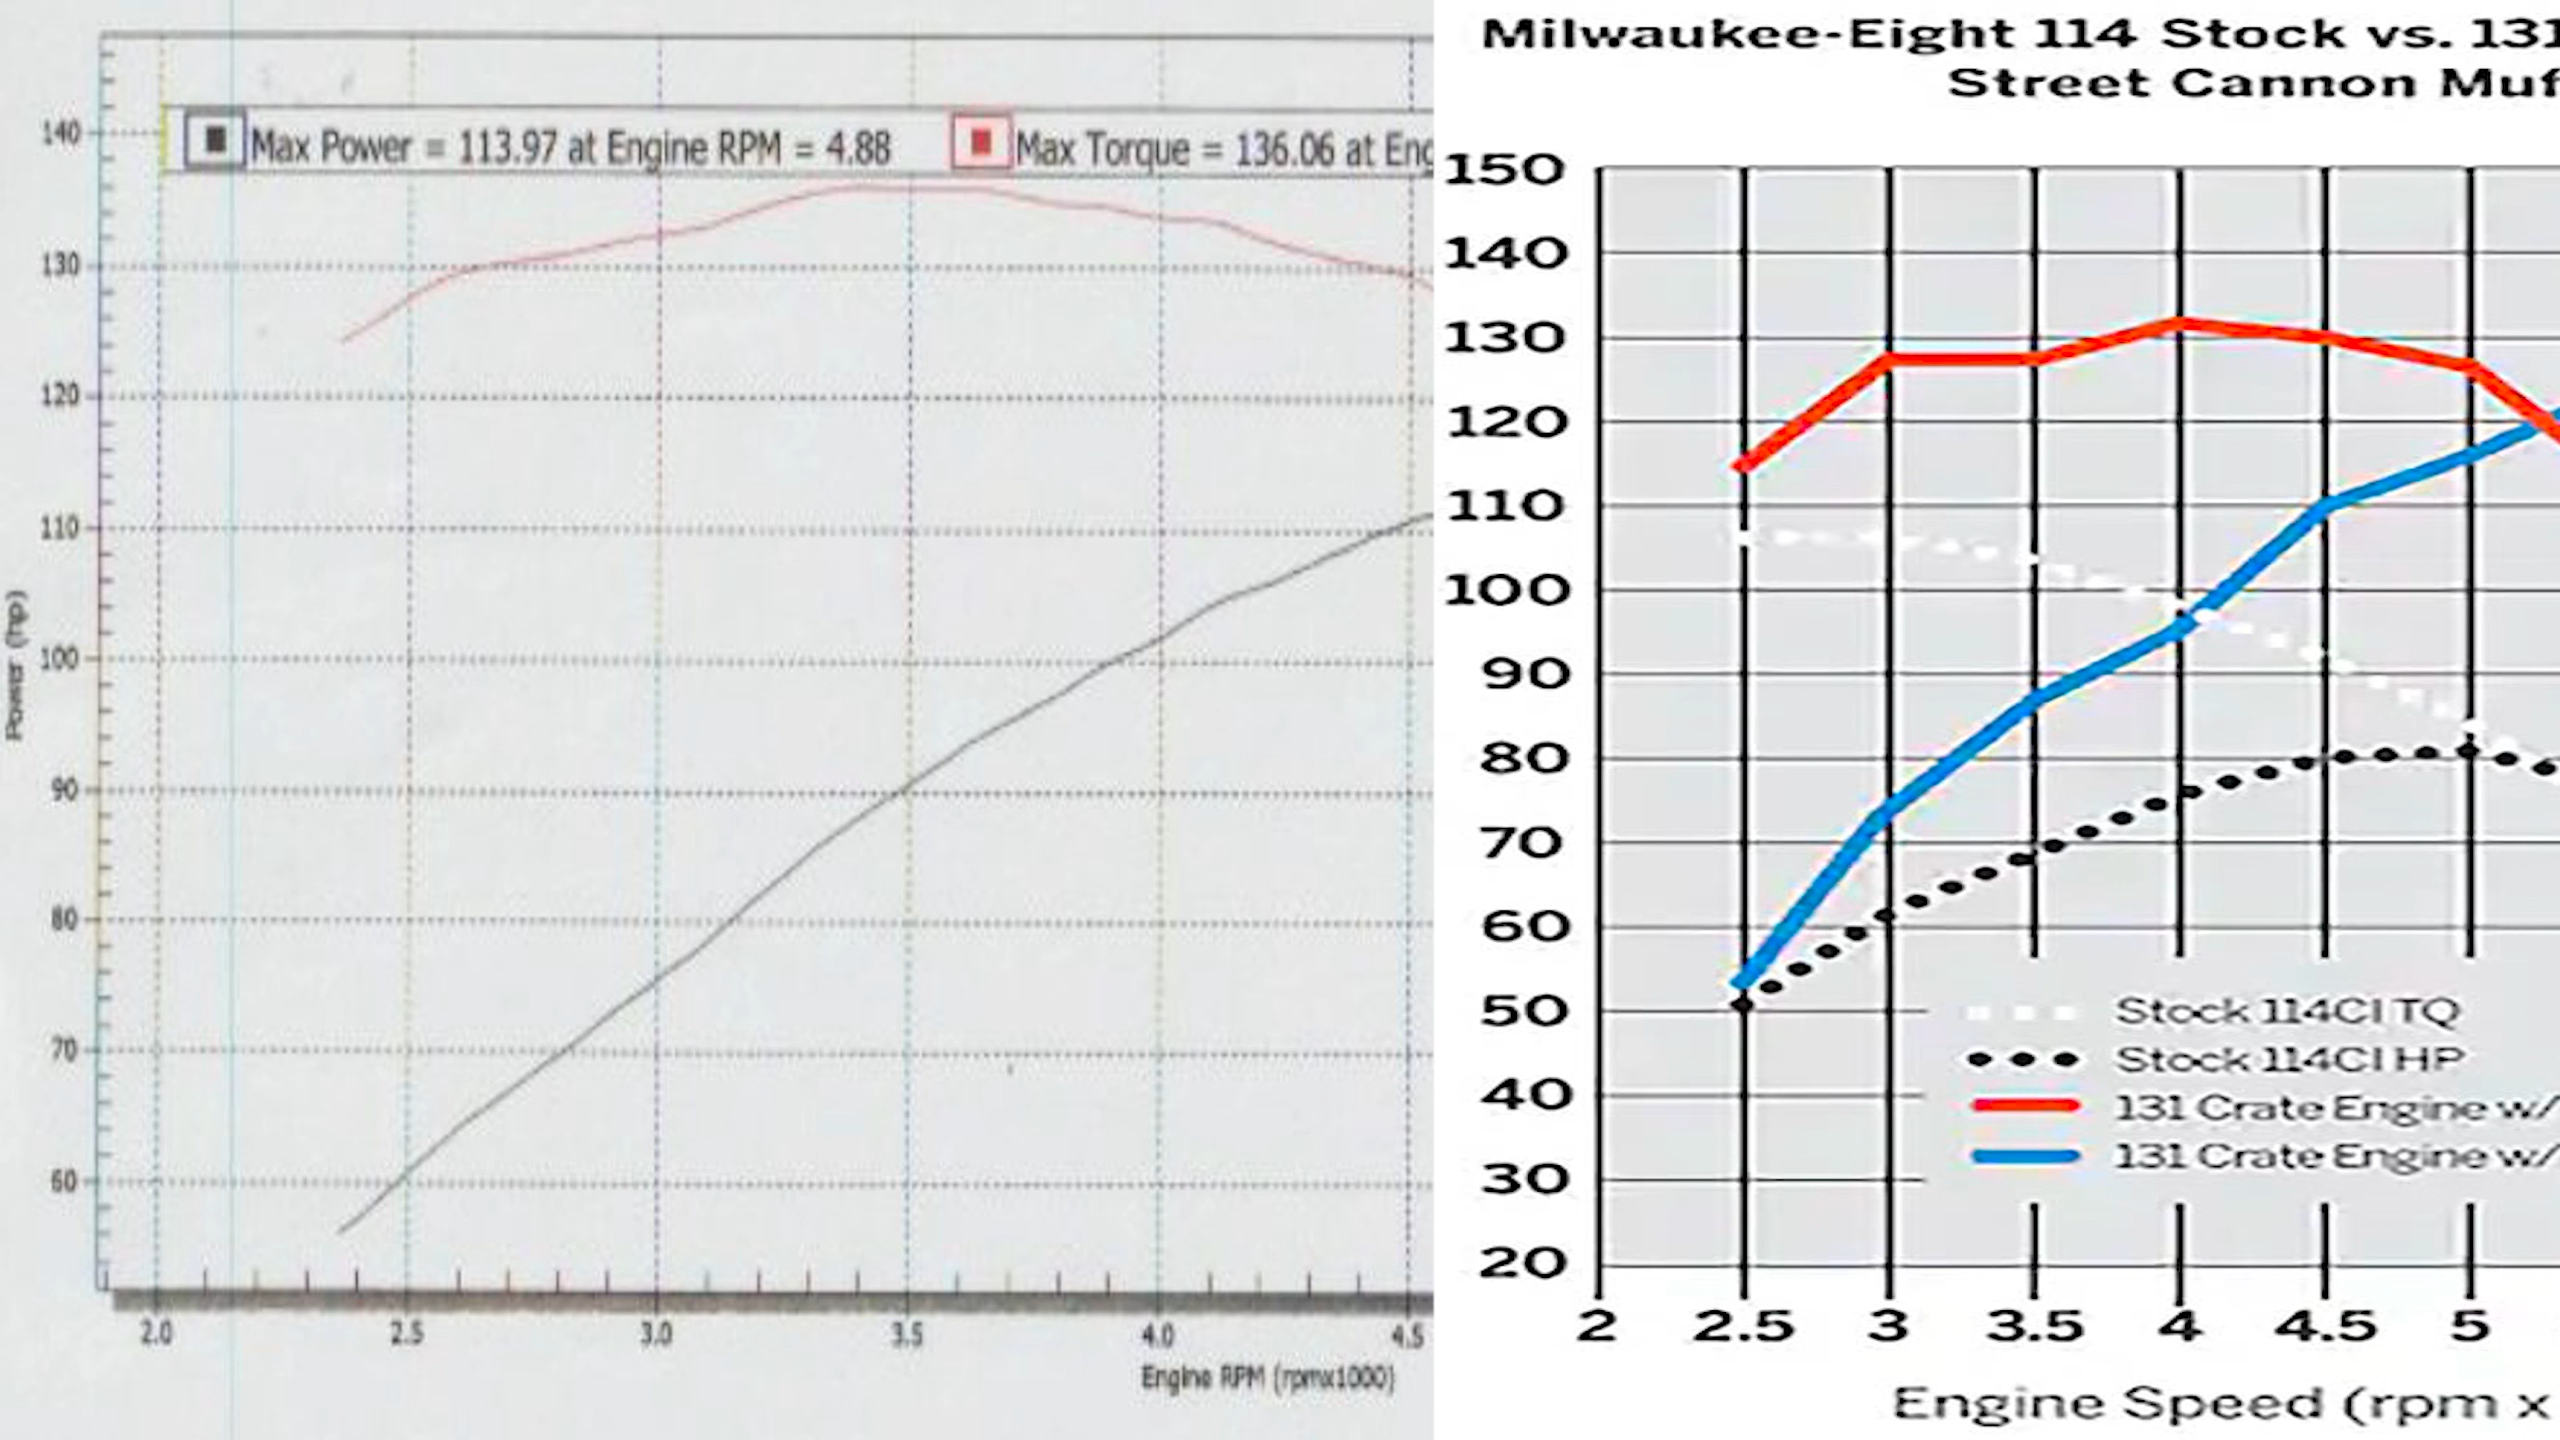 Max Power = 113.97 at Engine RPM = 4.88
Max Torque = 136.06 at Eng
140
130
120
110
100
90
80
70
60
Power (hp)
2.0 2.5 3.0 3.5 4.0 4.5
Engine RPM (rpmx1000)
Milwaukee-Eight 114 Stock vs. 131
Street Cannon Muf
150
140
130
120
110
100
90
80
70
60
50
40
30
20
Stock 114CI TQ
Stock 114CI HP
131 Crate Engine w/
131 Crate Engine w/
2 2.5 3 3.5 4 4.5 5
Engine Speed (rpm x